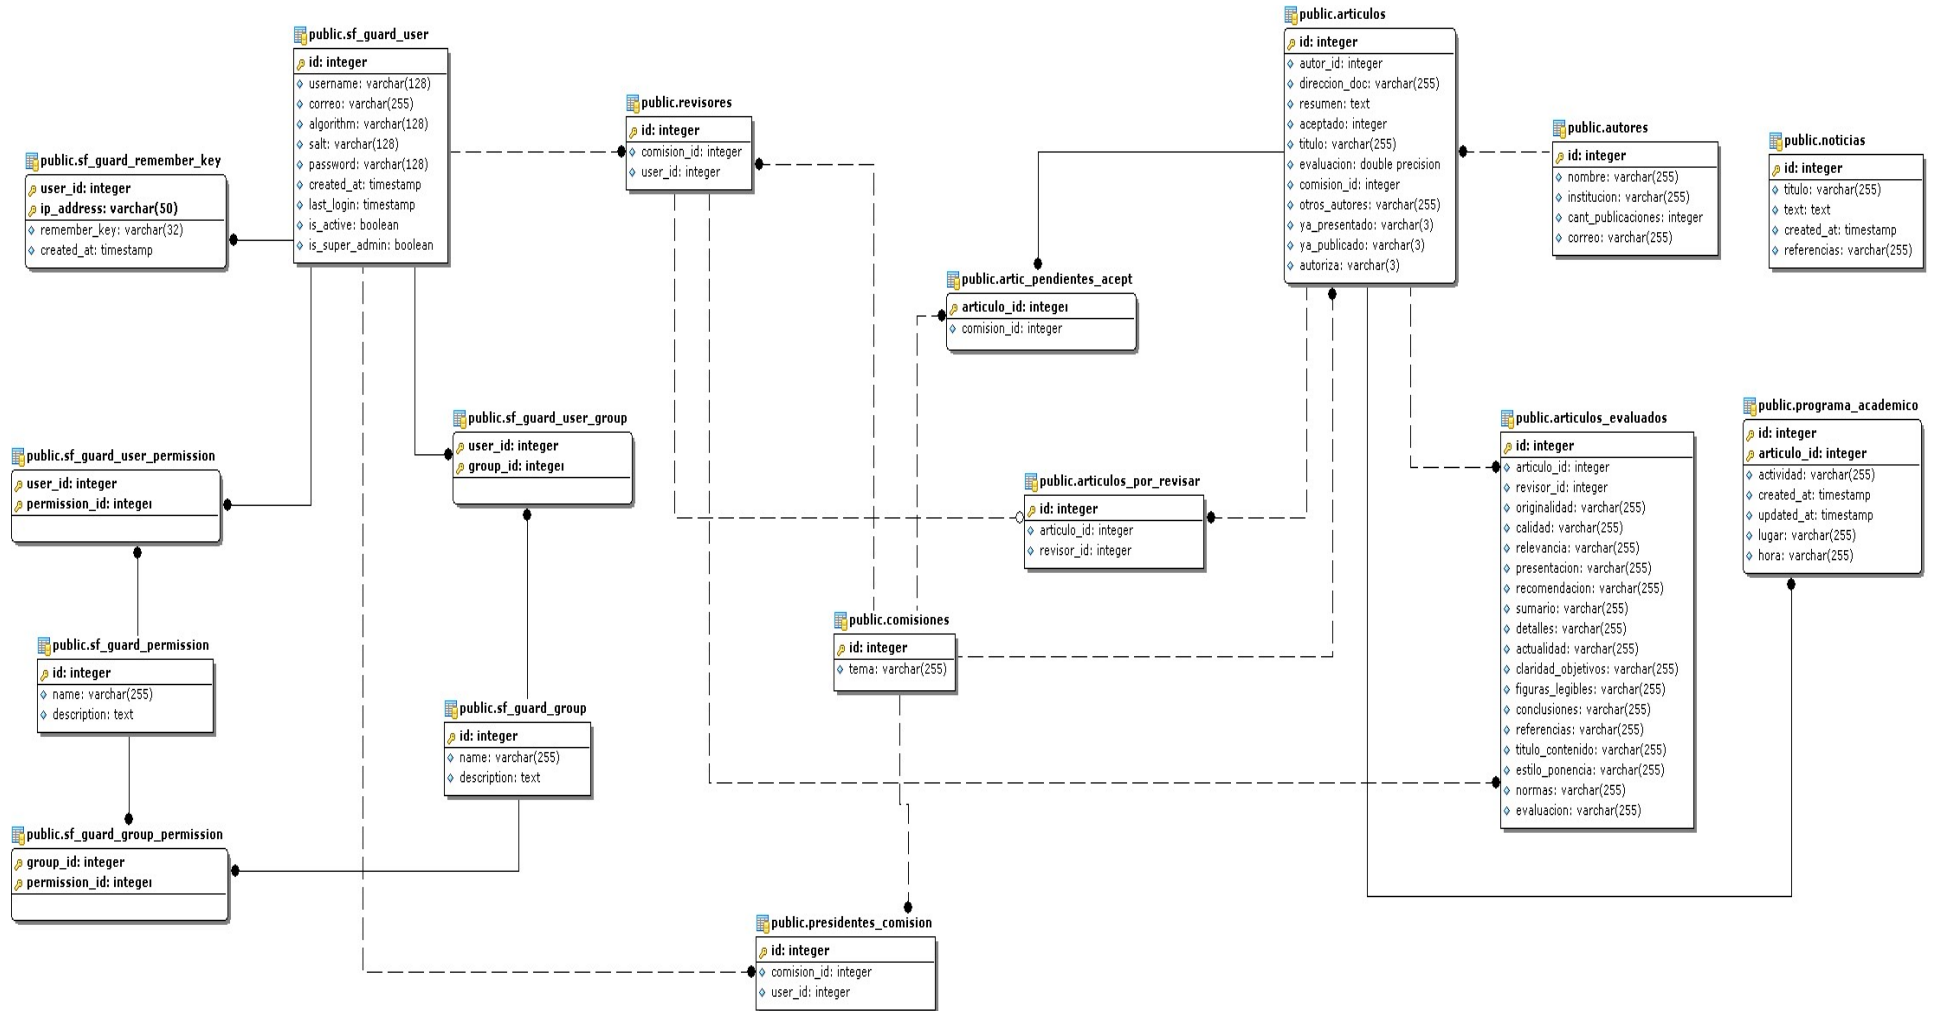 public.sf_guard_user
id: integer
username: varchar(128)
correo: varchar(255)
algorithm: varchar(128)
salt: varchar(128)
password: varchar(128)
created_at: timestamp
last_login: timestamp
is_active: boolean
is_super_admin: boolean
public.sf_guard_remember_key
user_id: integer
ip_address: varchar(50)
remember_key: varchar(32)
created_at: timestamp
public.revisores
id: integer
comision_id: integer
user_id: integer
public.articulos
id: integer
autor_id: integer
direccion_doc: varchar(255)
resumen: text
aceptado: integer
titulo: varchar(255)
evaluacion: double precision
comision_id: integer
otros_autores: varchar(255)
ya_presentado: varchar(3)
ya_publicado: varchar(3)
autoriza: varchar(3)
public.autores
id: integer
nombre: varchar(255)
institucion: varchar(255)
cant_publicaciones: integer
correo: varchar(255)
public.noticias
id: integer
titulo: varchar(255)
text: text
created_at: timestamp
referencias: varchar(255)
public.artic_pendientes_acept
articulo_id: integer
comision_id: integer
public.sf_guard_user_group
user_id: integer
group_id: integer
public.sf_guard_user_permission
user_id: integer
permission_id: integer
public.articulos_por_revisar
id: integer
articulo_id: integer
revisor_id: integer
public.articulos_evaluados
id: integer
articulo_id: integer
revisor_id: integer
originalidad: varchar(255)
calidad: varchar(255)
relevancia: varchar(255)
presentacion: varchar(255)
recomendacion: varchar(255)
sumario: varchar(255)
detalles: varchar(255)
actualidad: varchar(255)
claridad_objetivos: varchar(255)
figuras_legibles: varchar(255)
conclusiones: varchar(255)
referencias: varchar(255)
titulo_contenido: varchar(255)
estilo_ponencia: varchar(255)
normas: varchar(255)
evaluacion: varchar(255)
public.programa_academico
id: integer
articulo_id: integer
actividad: varchar(255)
created_at: timestamp
updated_at: timestamp
lugar: varchar(255)
hora: varchar(255)
public.comisiones
id: integer
tema: varchar(255)
public.sf_guard_permission
id: integer
name: varchar(255)
description: text
public.sf_guard_group
id: integer
name: varchar(255)
description: text
public.sf_guard_group_permission
group_id: integer
permission_id: integer
public.presidentes_comision
id: integer
comision_id: integer
user_id: integer